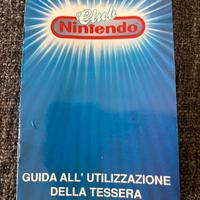 Club
Nintendo
GUIDA ALL' UTILIZZAZIONE
DELLA TESSERA